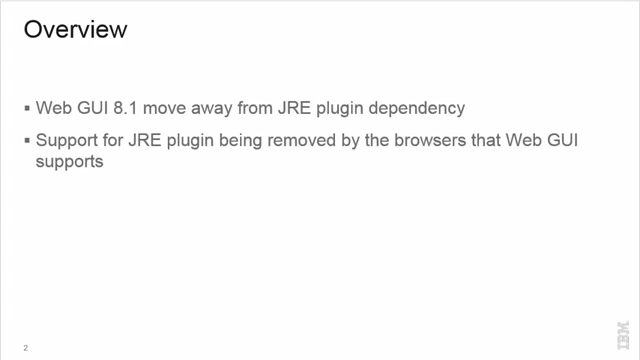 Overview
▪ Web GUI 8.1 move away from JRE plugin dependency
▪ Support for JRE plugin being removed by the browsers that Web GUI
supports
2
IBM